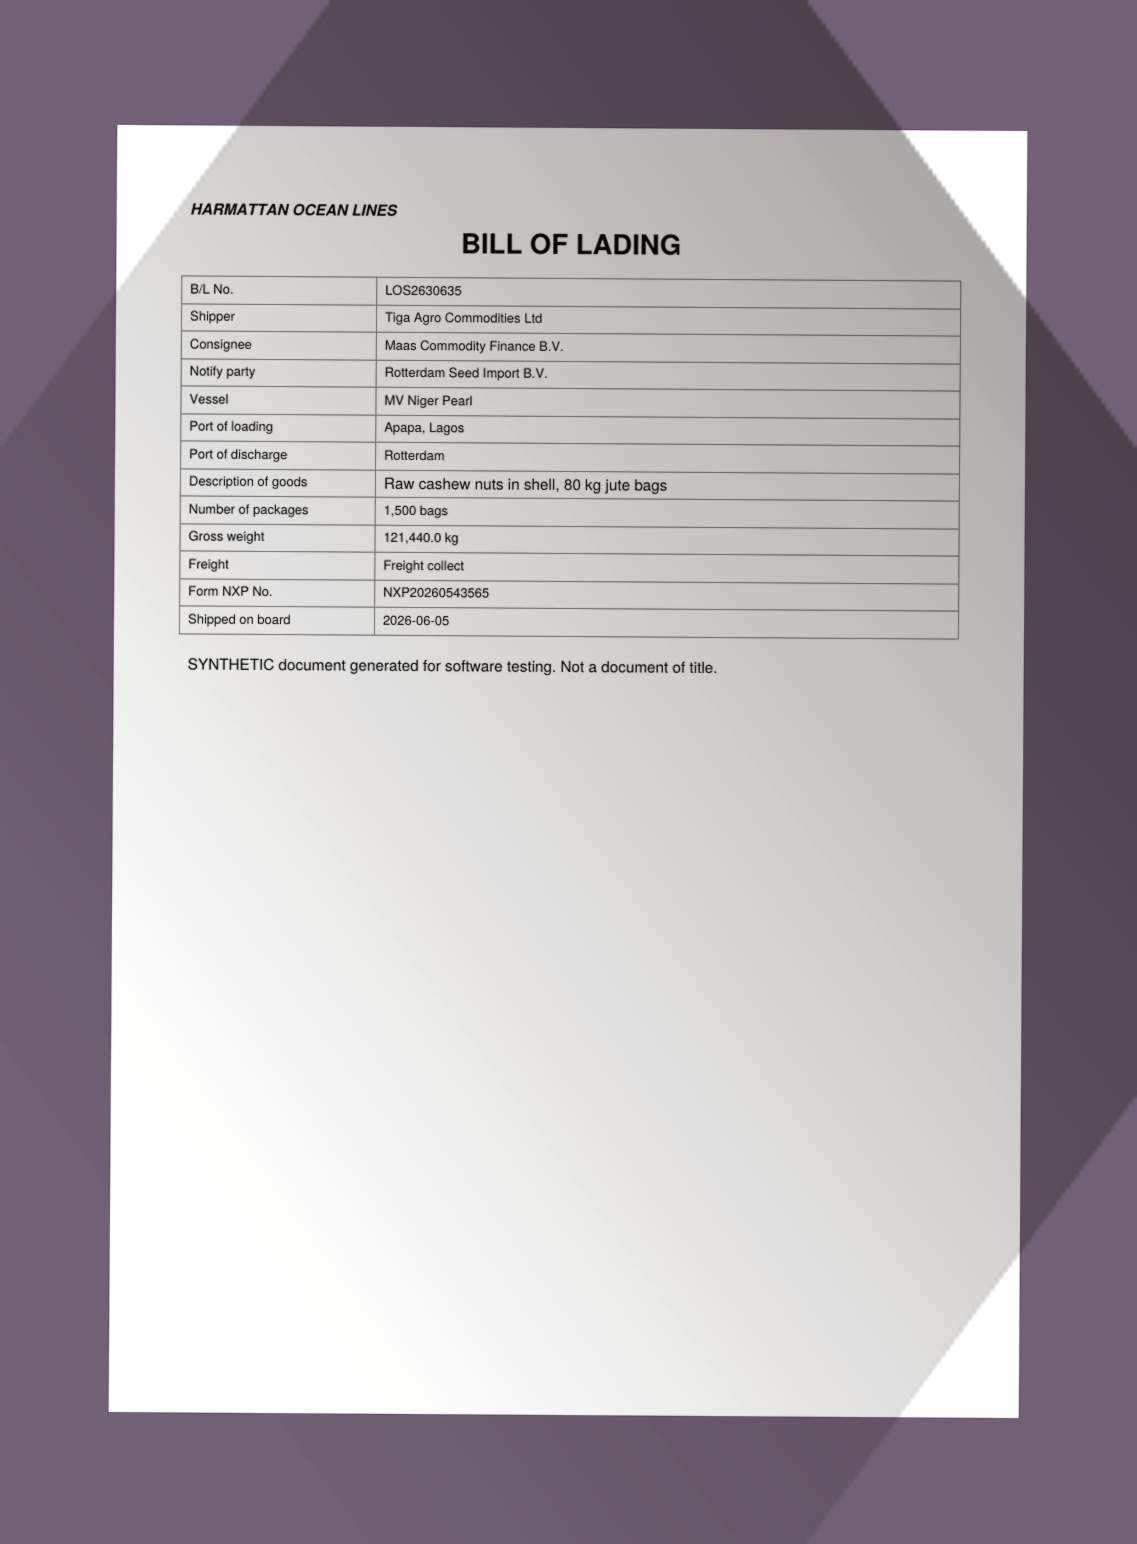 HARMATTAN OCEAN LINES
BILL OF LADING
B/L No. LOS2630635
Shipper Tiga Agro Commodities Ltd
Consignee Maas Commodity Finance B.V.
Notify party Rotterdam Seed Import B.V.
Vessel MV Niger Pearl
Port of loading Apapa, Lagos
Port of discharge Rotterdam
Description of goods Raw cashew nuts in shell, 80 kg jute bags
Number of packages 1,500 bags
Gross weight 121,440.0 kg
Freight Freight collect
Form NXP No. NXP20260543565
Shipped on board 2026-06-05
SYNTHETIC document generated for software testing. Not a document of title.